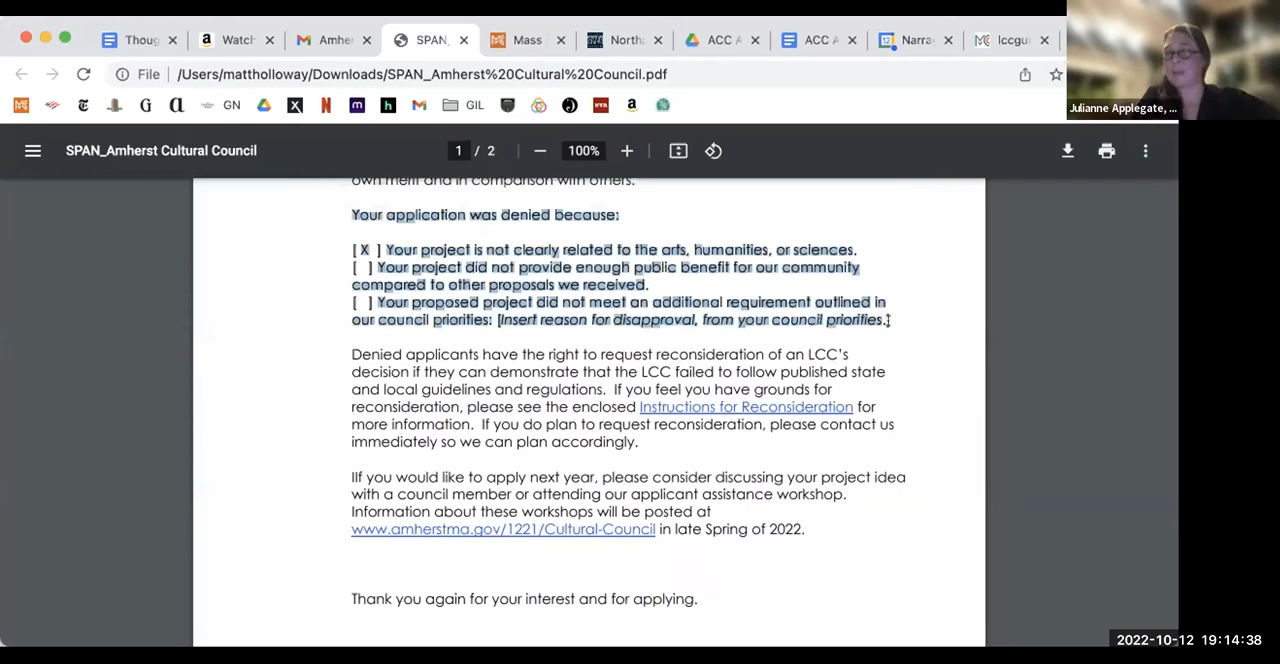 Thoug
Watch
Amher
SPAN_
Mass
North
ACC A
ACC A
12
Narra
lccgu
File
/Users/mattholloway/Downloads/SPAN_Amherst%20Cultural%20Council.pdf
G
GN
X
N
m
h
GIL
a
Julianne Applegate, ...
SPAN_Amherst Cultural Council
1 / 2
100%
own merit and in comparison with others.
Your application was denied because:
[ X ] Your project is not clearly related to the arts, humanities, or sciences.
[ ] Your project did not provide enough public benefit for our community
compared to other proposals we received.
[ ] Your proposed project did not meet an additional requirement outlined in
our council priorities: [Insert reason for disapproval, from your council priorities.]
Denied applicants have the right to request reconsideration of an LCC's
decision if they can demonstrate that the LCC failed to follow published state
and local guidelines and regulations. If you feel you have grounds for
reconsideration, please see the enclosed Instructions for Reconsideration for
more information. If you do plan to request reconsideration, please contact us
immediately so we can plan accordingly.
IIf you would like to apply next year, please consider discussing your project idea
with a council member or attending our applicant assistance workshop.
Information about these workshops will be posted at
www.amherstma.gov/1221/Cultural-Council in late Spring of 2022.
Thank you again for your interest and for applying.
2022-10-12 19:14:38